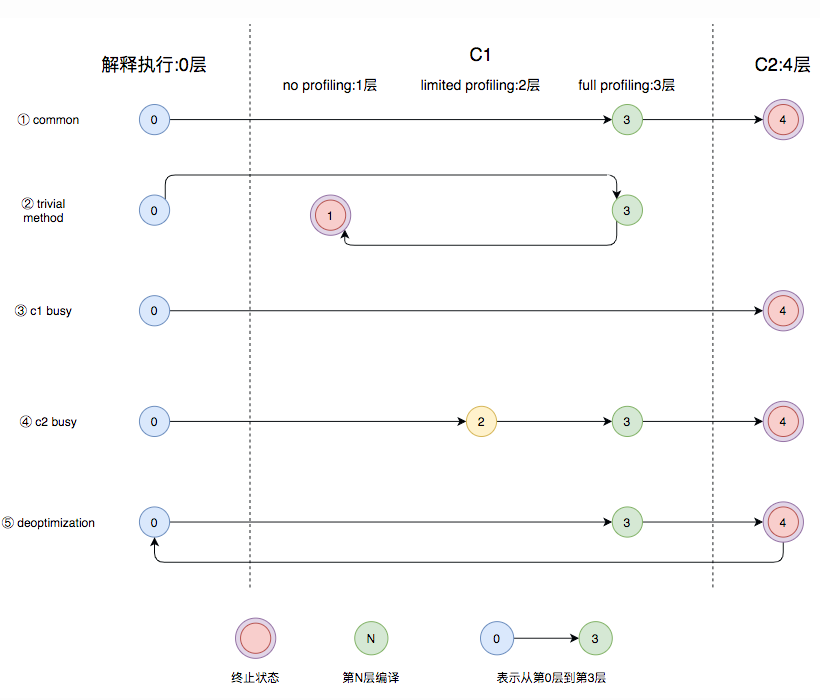 C1
解释执行:0层
C2:4层
no profiling:1层
limited profiling:2层
full profiling:3层
① common
0
3
4
② trivial
method
0
1
3
③ c1 busy
0
4
④ c2 busy
0
2
3
4
⑤ deoptimization
0
3
4
N
0
3
终止状态
第N层编译
表示从第0层到第3层